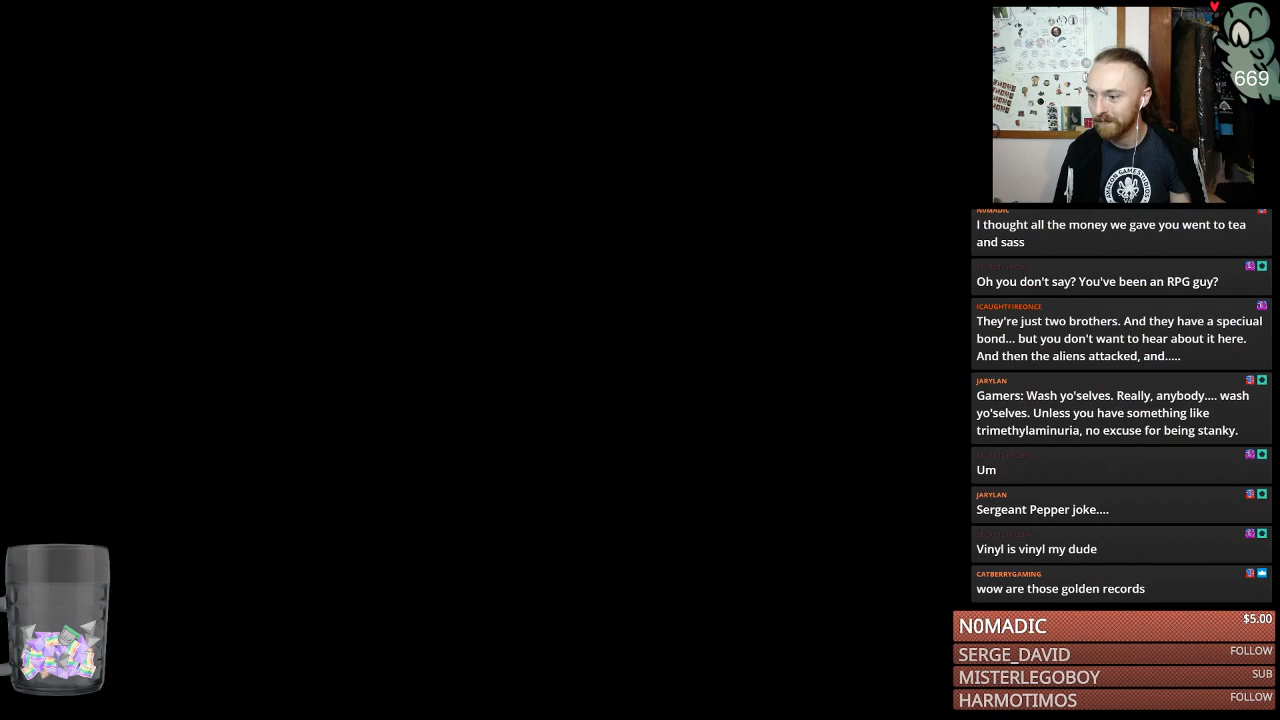 669
N0MADIC
I thought all the money we gave you went to tea
and sass
Oh you don't say? You've been an RPG guy?
ICAUGHTFIREONCE
They're just two brothers. And they have a speciual
bond... but you don't want to hear about it here.
And then the aliens attacked, and.....
JARYLAN
Gamers: Wash yo'selves. Really, anybody.... wash
yo'selves. Unless you have something like
trimethylaminuria, no excuse for being stanky.
Um
JARYLAN
Sergeant Pepper joke....
Vinyl is vinyl my dude
CATBERRYGAMING
wow are those golden records
N0MADIC $5.00
SERGE_DAVID FOLLOW
MISTERLEGOBOY SUB
HARMOTIMOS FOLLOW